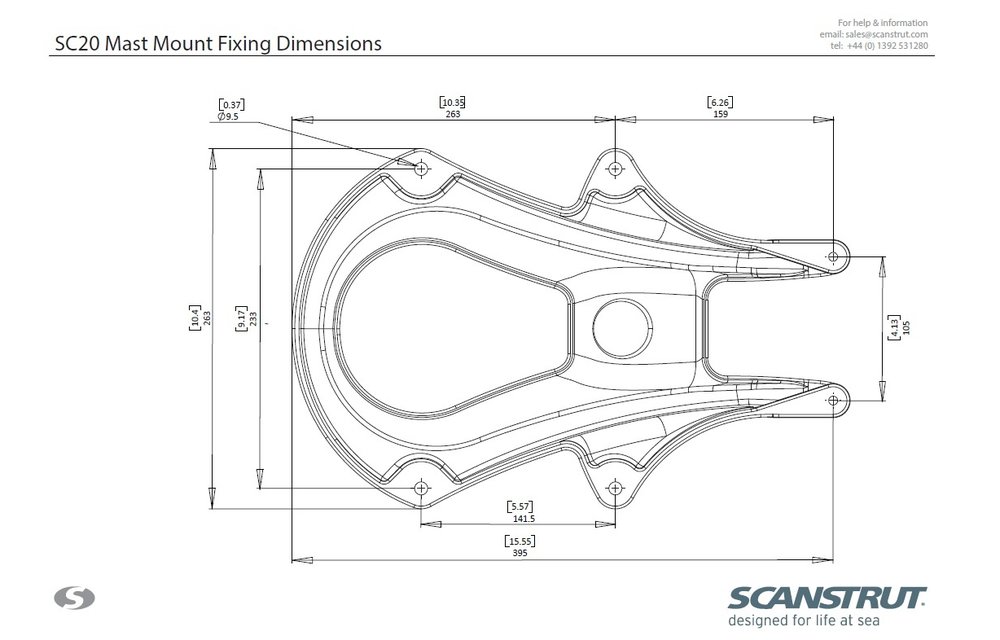 For help & information
email: sales@scanstrut.com
tel: +44 (0) 1392 531280
SC20 Mast Mount Fixing Dimensions
[0.37]
Ø9.5
[10.35]
263
[6.26]
159
[10.4]
263
[9.17]
233
[4.13]
105
[5.57]
141.5
[15.55]
395
S
SCANSTRUT
designed for life at sea